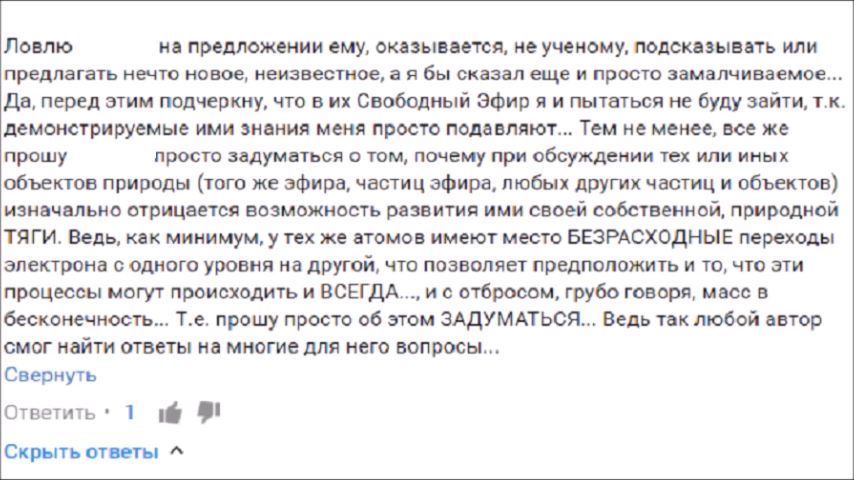 Ловлю на предложении ему, оказывается, не ученому, подсказывать или
предлагать нечто новое, неизвестное, а я бы сказал еще и просто замалчиваемое...
Да, перед этим подчеркну, что в их Свободный Эфир я и пытаться не буду зайти, т.к.
демонстрируемые ими знания меня просто подавляют... Тем не менее, все же
прошу просто задуматься о том, почему при обсуждении тех или иных
объектов природы (того же эфира, частиц эфира, любых других частиц и объектов)
изначально отрицается возможность развития ими своей собственной, природной
ТЯГИ. Ведь, как минимум, у тех же атомов имеют место БЕЗРАСХОДНЫЕ переходы
электрона с одного уровня на другой, что позволяет предположить и то, что эти
процессы могут происходить и ВСЕГДА..., и с отбросом, грубо говоря, масс в
бесконечность... Т.е. прошу просто об этом ЗАДУМАТЬСЯ... Ведь так любой автор
смог найти ответы на многие для него вопросы...
Свернуть
Ответить • 1
Скрыть ответы